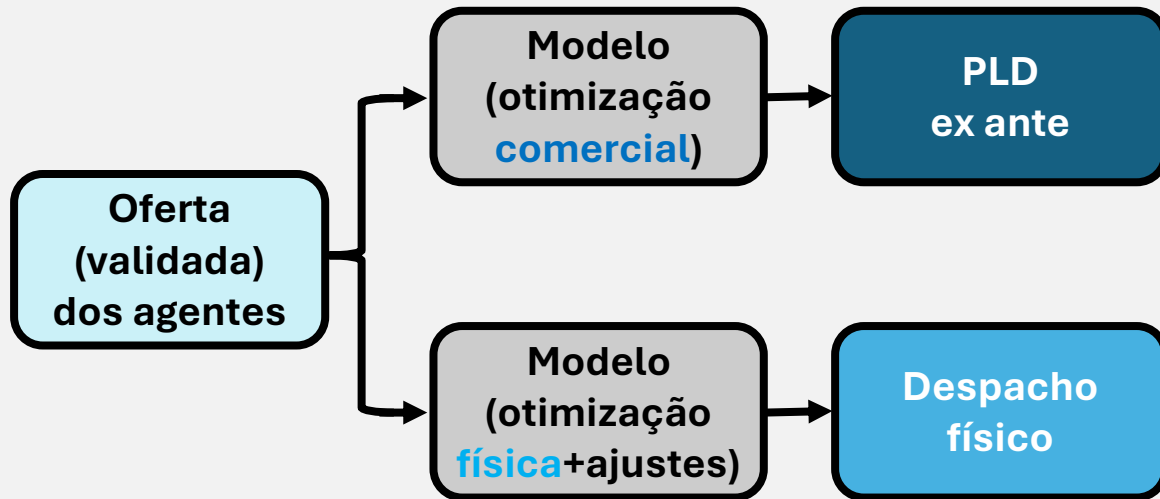 Modelo
(otimização
comercial)
PLD
ex ante
Oferta
(validada)
dos agentes
Modelo
(otimização
física+ajustes)
Despacho
físico